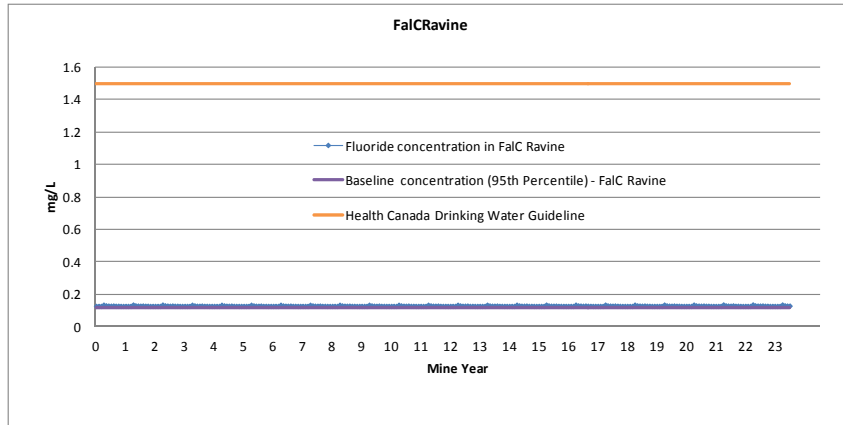 FalCRavine
1.6
1.4
1.2
1
0.8
0.6
0.4
0.2
0
mg/L
Fluoride concentration in FalC Ravine
Baseline concentration (95th Percentile) - FalC Ravine
Health Canada Drinking Water Guideline
0 1 2 3 4 5 6 7 8 9 10 11 12 13 14 15 16 17 18 19 20 21 22 23
Mine Year